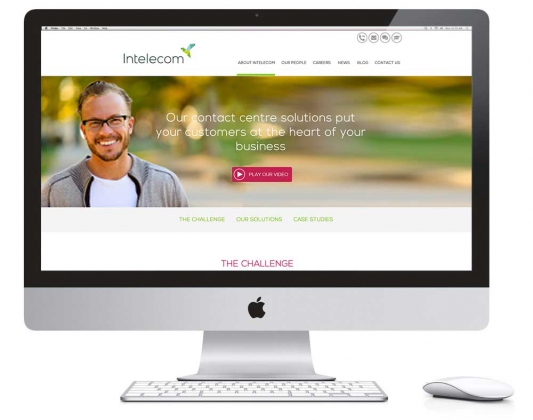 Intelecom
ABOUT INTELECOM OUR PEOPLE CAREERS NEWS BLOG CONTACT US
Our contact centre solutions put
your customers at the heart of your
business
PLAY OUR VIDEO
THE CHALLENGE OUR SOLUTIONS CASE STUDIES
THE CHALLENGE